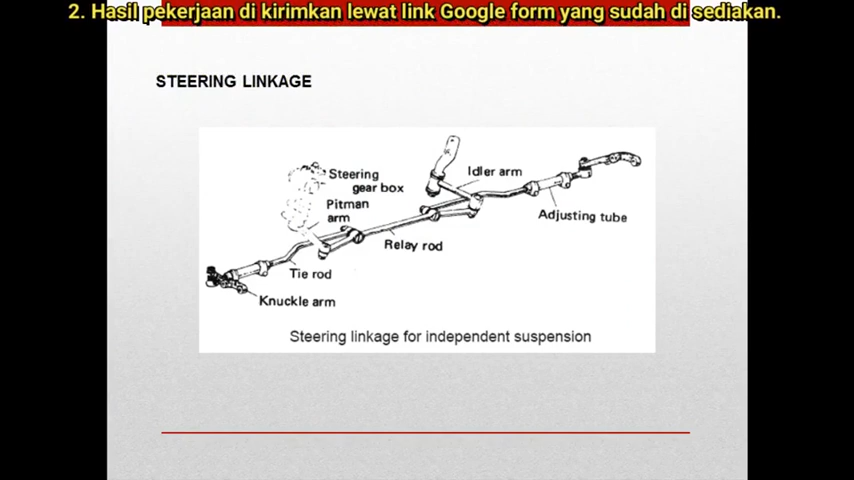 2. Hasil pekerjaan di kirimkan lewat link Google form yang sudah di sediakan.
STEERING LINKAGE
Steering
gear box
Pitman
arm
Idler arm
Adjusting tube
Relay rod
Tie rod
Knuckle arm
Steering linkage for independent suspension